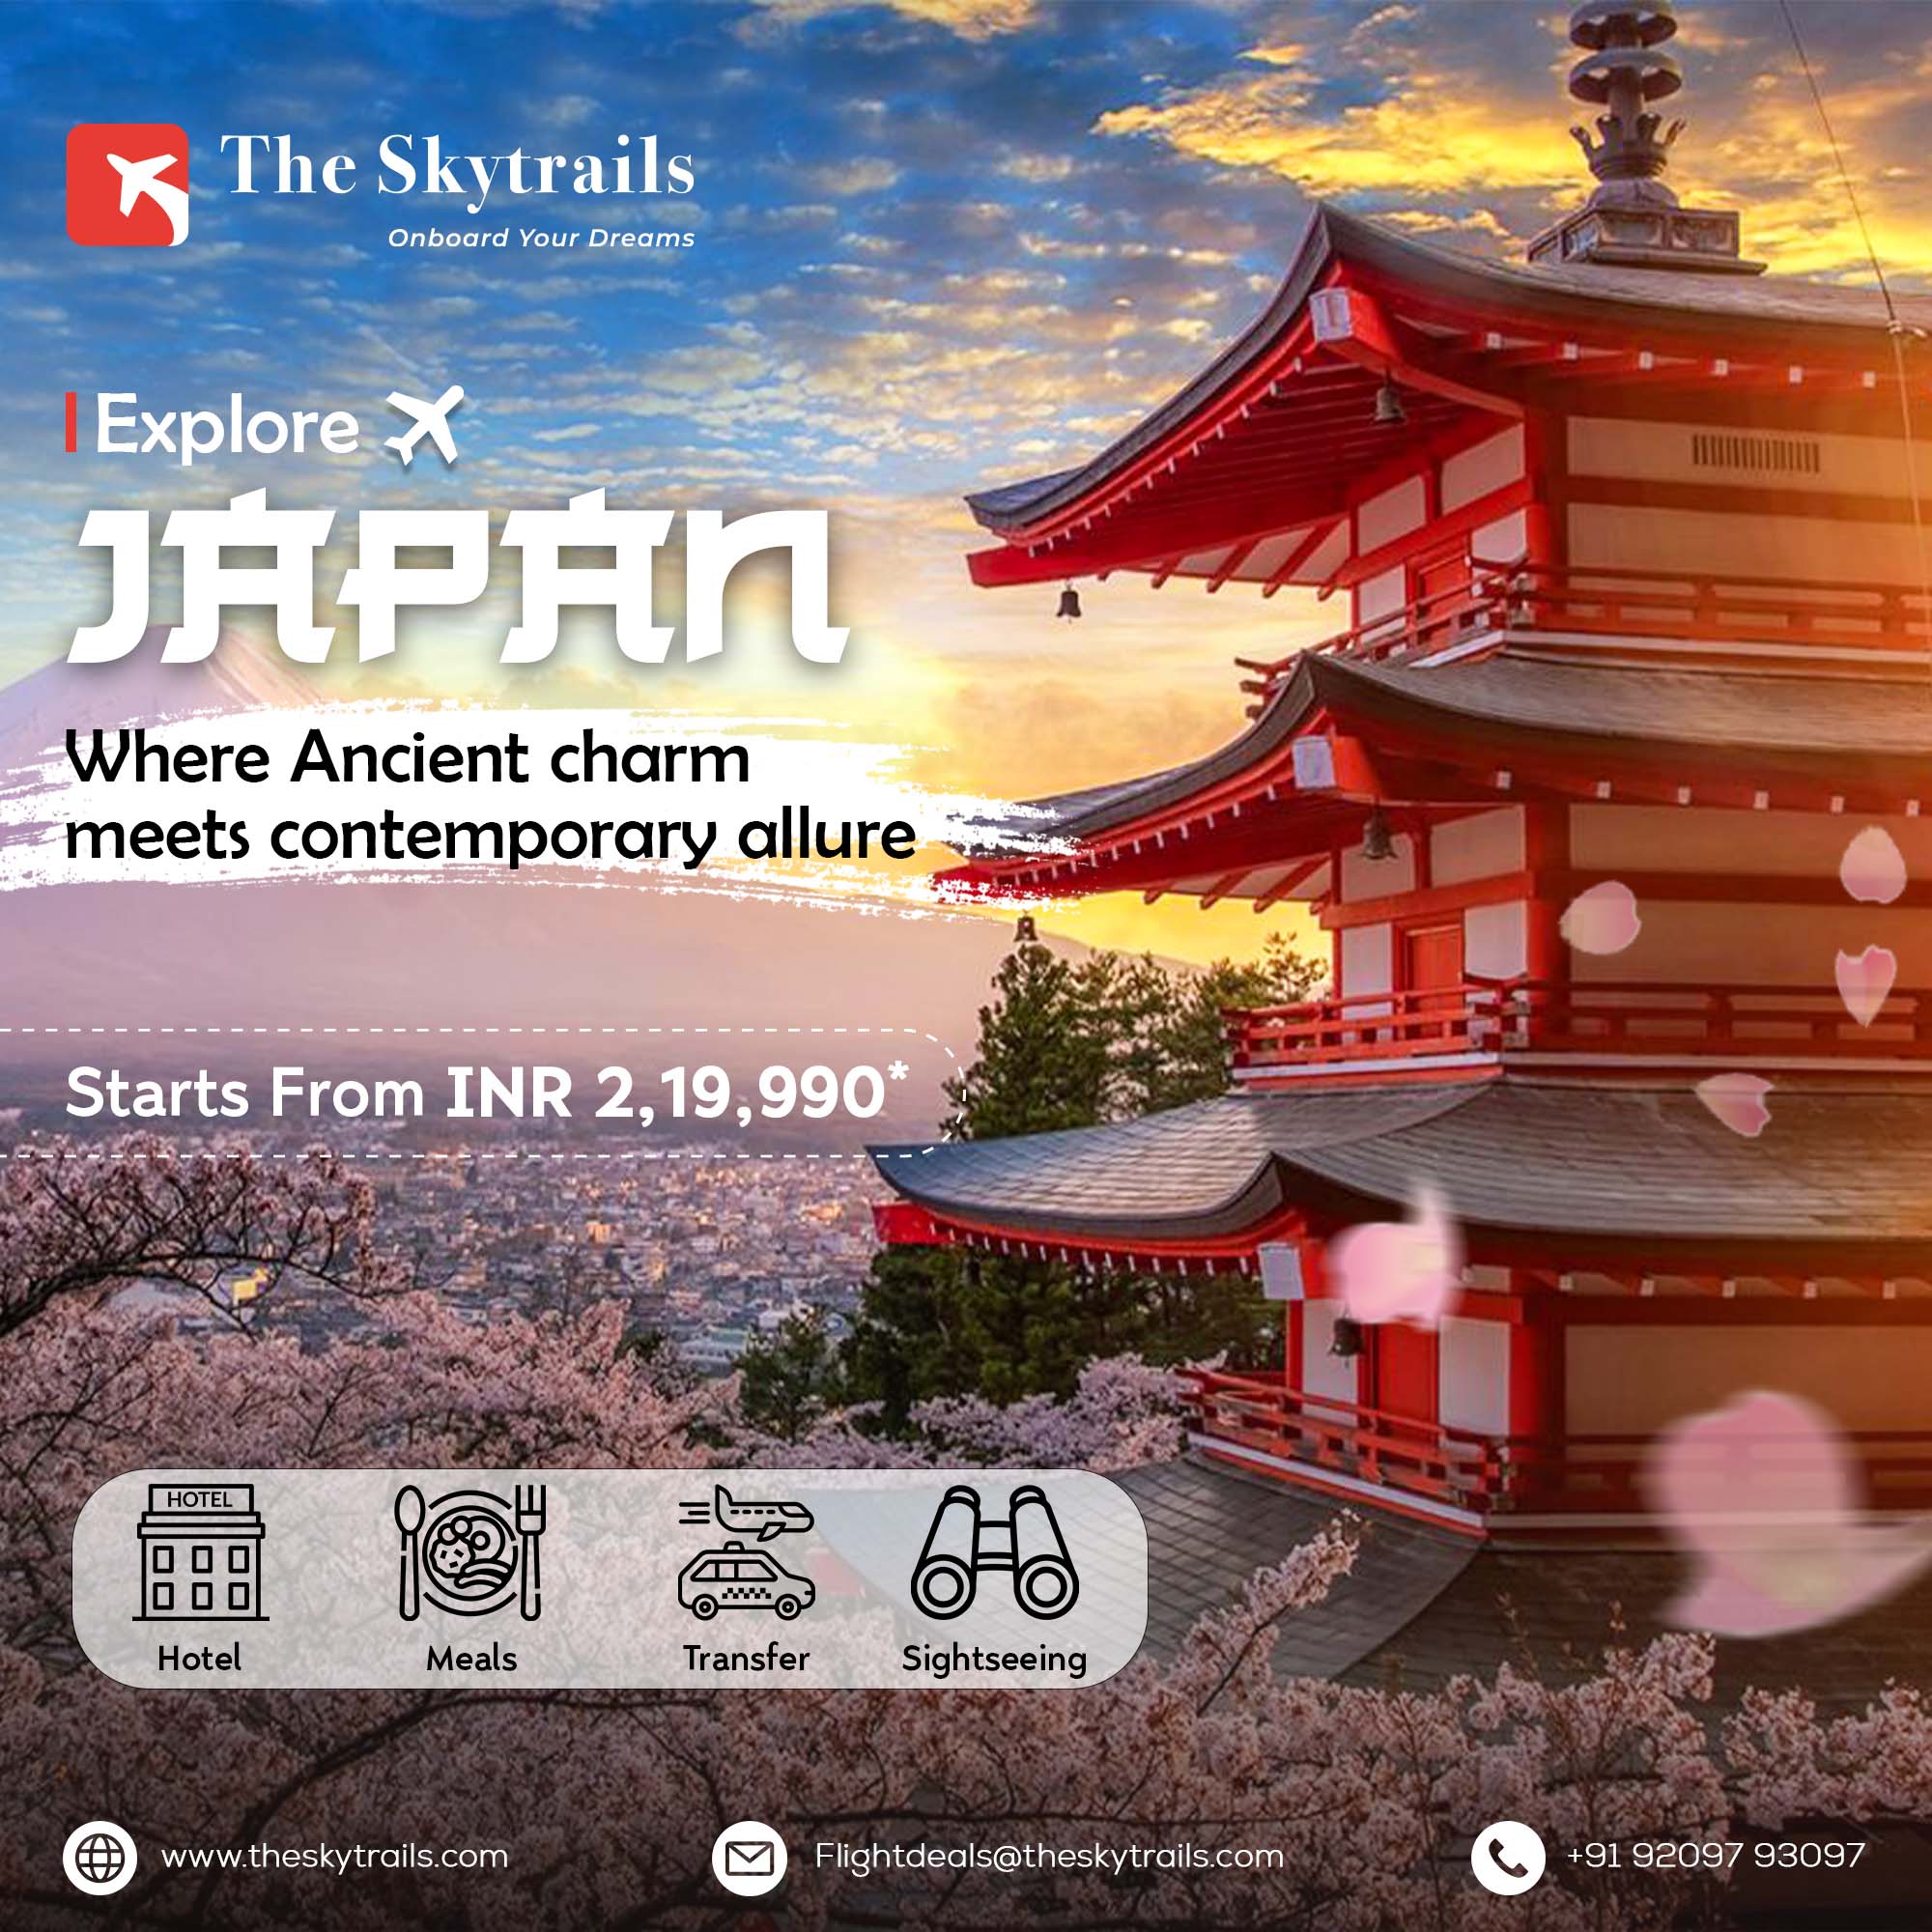 The Skytrails
Onboard Your Dreams
Explore
JAPAN
Where Ancient charm
meets contemporary allure
Starts From INR 2,19,990*
HOTEL
Hotel
Meals
Transfer
Sightseeing
www.theskytrails.com
Flightdeals@theskytrails.com
+91 92097 93097